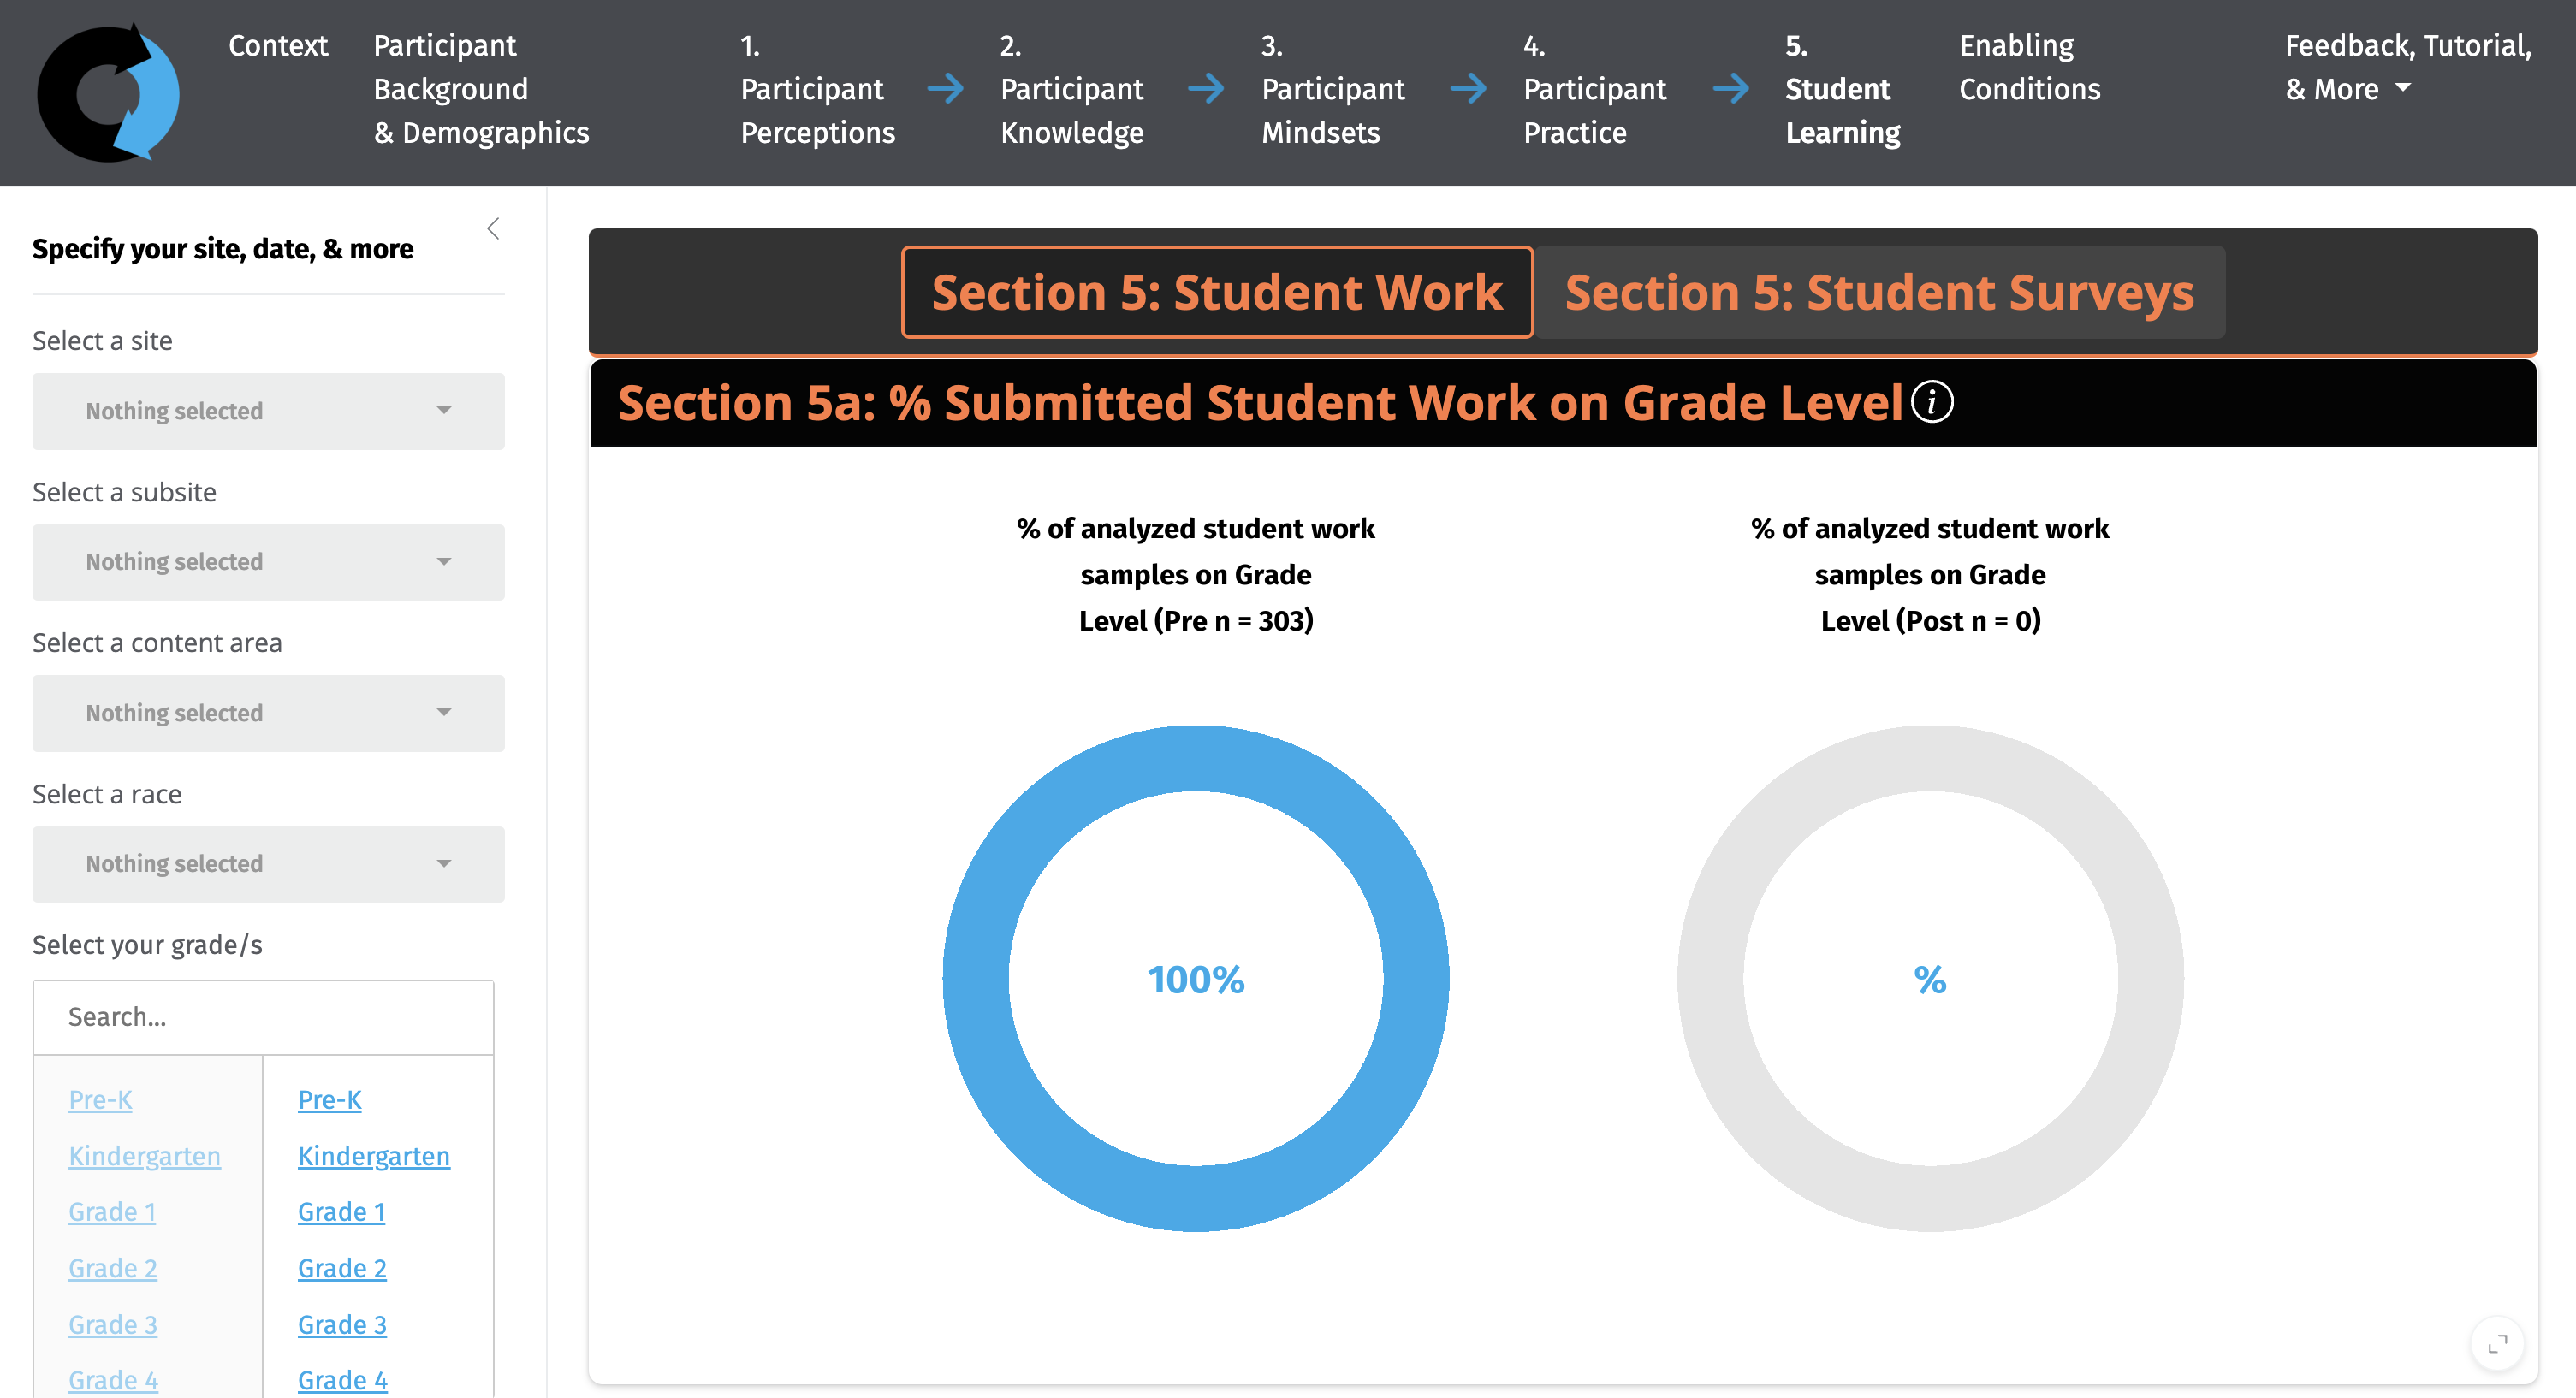 Context
Participant
Background
& Demographics
1.
Participant
Perceptions
2.
Participant
Knowledge
3.
Participant
Mindsets
4.
Participant
Practice
5.
Student
Learning
Enabling
Conditions
Feedback, Tutorial,
& More
Specify your site, date, & more
Select a site
Nothing selected
Select a subsite
Nothing selected
Select a content area
Nothing selected
Select a race
Nothing selected
Select your grade/s
Search...
Pre-K
Kindergarten
Grade 1
Grade 2
Grade 3
Grade 4
Pre-K
Kindergarten
Grade 1
Grade 2
Grade 3
Grade 4
Section 5: Student Work
Section 5: Student Surveys
Section 5a: % Submitted Student Work on Grade Level i
% of analyzed student work
samples on Grade
Level (Pre n = 303)
100%
% of analyzed student work
samples on Grade
Level (Post n = 0)
%